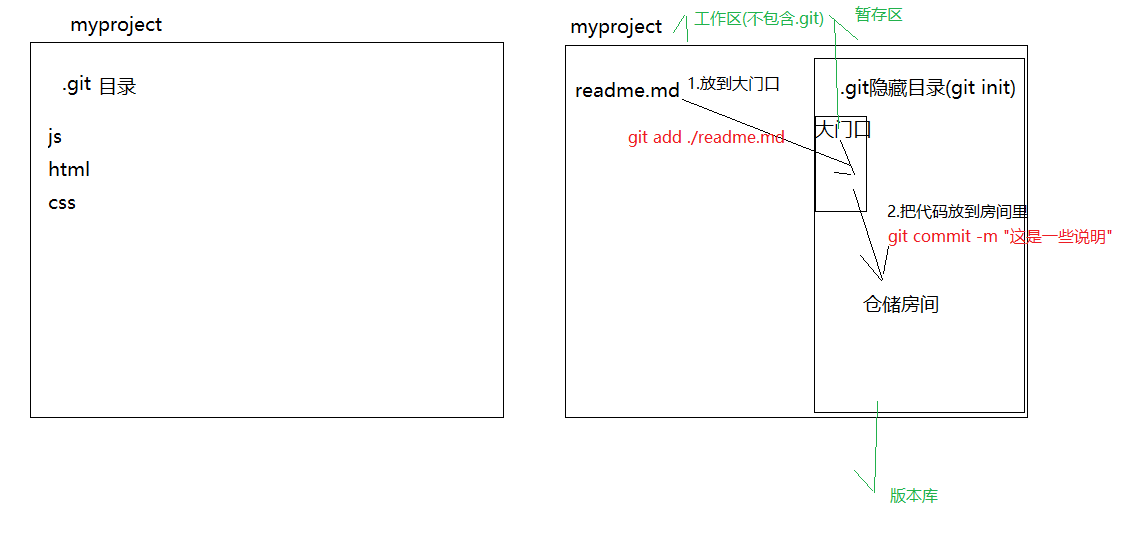 myproject
.git 目录
js
html
css
myproject
工作区(不包含.git)
暂存区
readme.md
1.放到大门口
.git隐藏目录(git init)
git add ./readme.md
大门口
2.把代码放到房间里
git commit -m "这是一些说明"
仓储房间
版本库